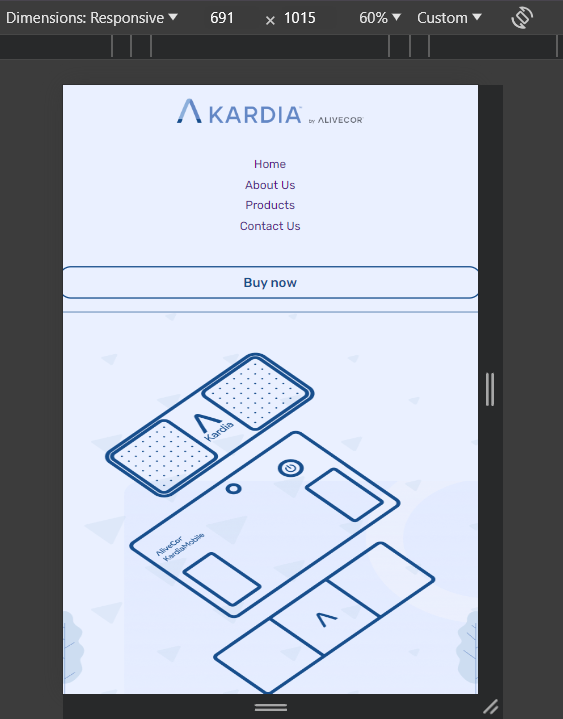 Dimensions: Responsive ▼ 691 × 1015 60% ▼ Custom ▼
KARDIA BY ALIVECOR
Home
About Us
Products
Contact Us
Buy now
Kardia
AliveCor
KardiaMobile